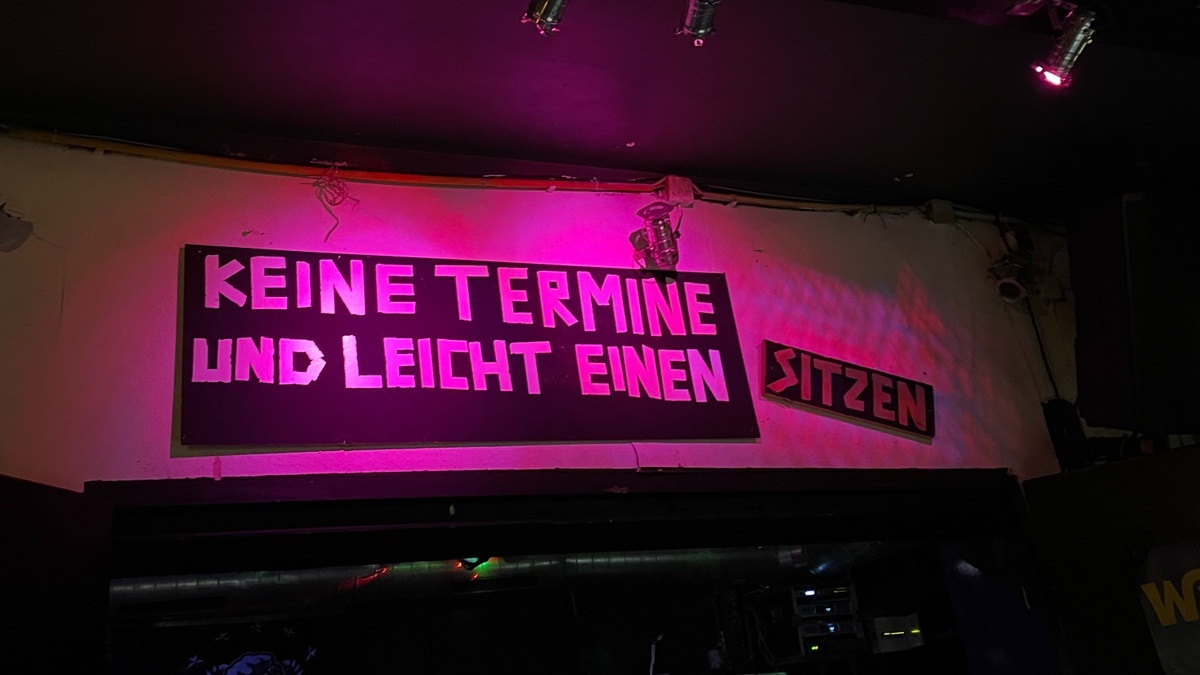 KEINE TERMINE
UND LEICHT EINEN
SITZEN